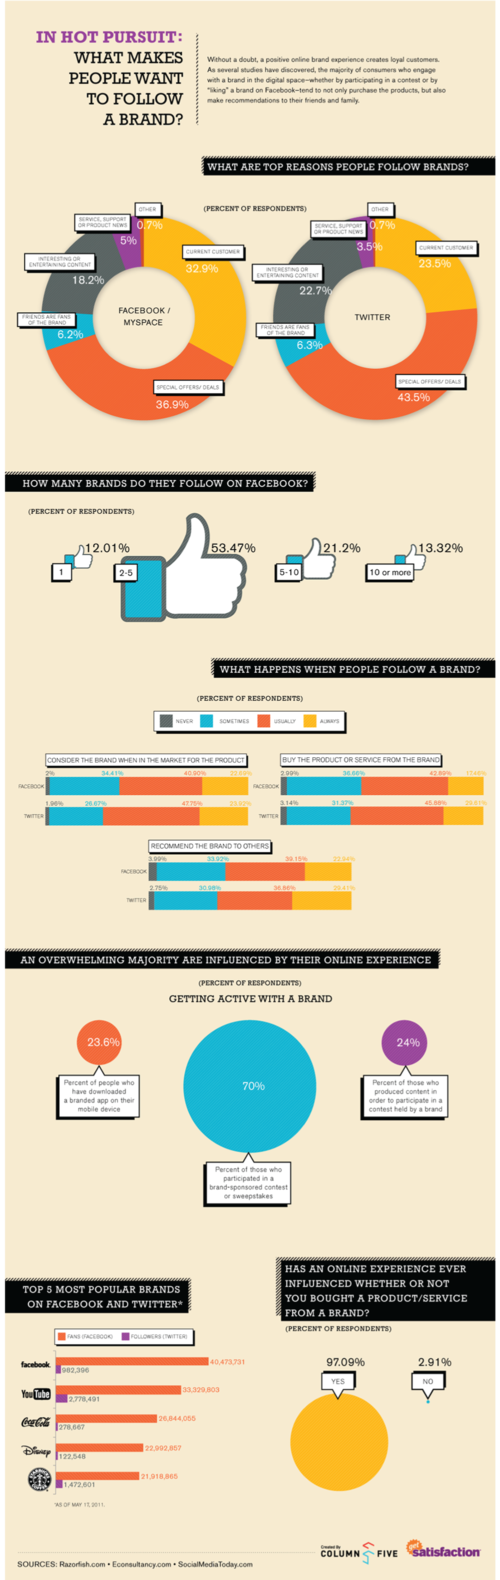 IN HOT PURSUIT:
WHAT MAKES
PEOPLE WANT
TO FOLLOW
A BRAND?
Without a doubt, a positive online brand experience creates loyal customers.
As several studies have discovered, the majority of consumers who engage
with a brand in the digital space—whether by participating in a contest or by
"liking" a brand on Facebook—tend to not only purchase the products, but also
make recommendations to their friends and family.
WHAT ARE TOP REASONS PEOPLE FOLLOW BRANDS?
(PERCENT OF RESPONDENTS)
OTHER
0.7%
SERVICE, SUPPORT
OR PRODUCT NEWS
5%
CURRENT CUSTOMER
32.9%
INTERESTING OR
ENTERTAINING CONTENT
18.2%
FRIENDS ARE FANS
OF THE BRAND
6.2%
FACEBOOK /
MYSPACE
SPECIAL OFFERS/ DEALS
36.9%
OTHER
0.7%
SERVICE, SUPPORT
OR PRODUCT NEWS
3.5%
CURRENT CUSTOMER
23.5%
INTERESTING OR
ENTERTAINING CONTENT
22.7%
FRIENDS ARE FANS
OF THE BRAND
6.3%
TWITTER
SPECIAL OFFERS/ DEALS
43.5%
HOW MANY BRANDS DO THEY FOLLOW ON FACEBOOK?
(PERCENT OF RESPONDENTS)
1
12.01%
2-5
53.47%
5-10
21.2%
10 or more
13.32%
WHAT HAPPENS WHEN PEOPLE FOLLOW A BRAND?
(PERCENT OF RESPONDENTS)
NEVER SOMETIMES USUALLY ALWAYS
CONSIDER THE BRAND WHEN IN THE MARKET FOR THE PRODUCT
FACEBOOK 2% 34.41% 40.90%
TWITTER 1.96% 26.67% 47.75%
BUY THE PRODUCT OR SERVICE FROM THE BRAND
FACEBOOK 2.99% 36.66%
TWITTER 3.14% 31.37%
RECOMMEND THE BRAND TO OTHERS
FACEBOOK 3.99% 33.92% 39.15%
TWITTER 2.75% 30.98% 36.86%
AN OVERWHELMING MAJORITY ARE INFLUENCED BY THEIR ONLINE EXPERIENCE
(PERCENT OF RESPONDENTS)
GETTING ACTIVE WITH A BRAND
23.6%
Percent of people who
have downloaded
a branded app on their
mobile device
70%
Percent of those who
participated in a
brand-sponsored contest
or sweepstakes
24%
Percent of those who
produced content in
order to participate in a
contest held by a brand
TOP 5 MOST POPULAR BRANDS
ON FACEBOOK AND TWITTER*
FANS (FACEBOOK) FOLLOWERS (TWITTER)
facebook. 40,473,731
982,396
YouTube 33,329,803
2,778,491
Coca-Cola 26,844,055
278,667
Disney 22,992,857
122,548
21,918,865
1,472,601
*AS OF MAY 17, 2011.
HAS AN ONLINE EXPERIENCE EVER
INFLUENCED WHETHER OR NOT
YOU BOUGHT A PRODUCT/SERVICE
FROM A BRAND?
(PERCENT OF RESPONDENTS)
97.09%
YES
2.91%
NO
SOURCES: Razorfish.com • Econsultancy.com • SocialMediaToday.com
Created By
COLUMN FIVE
get satisfaction